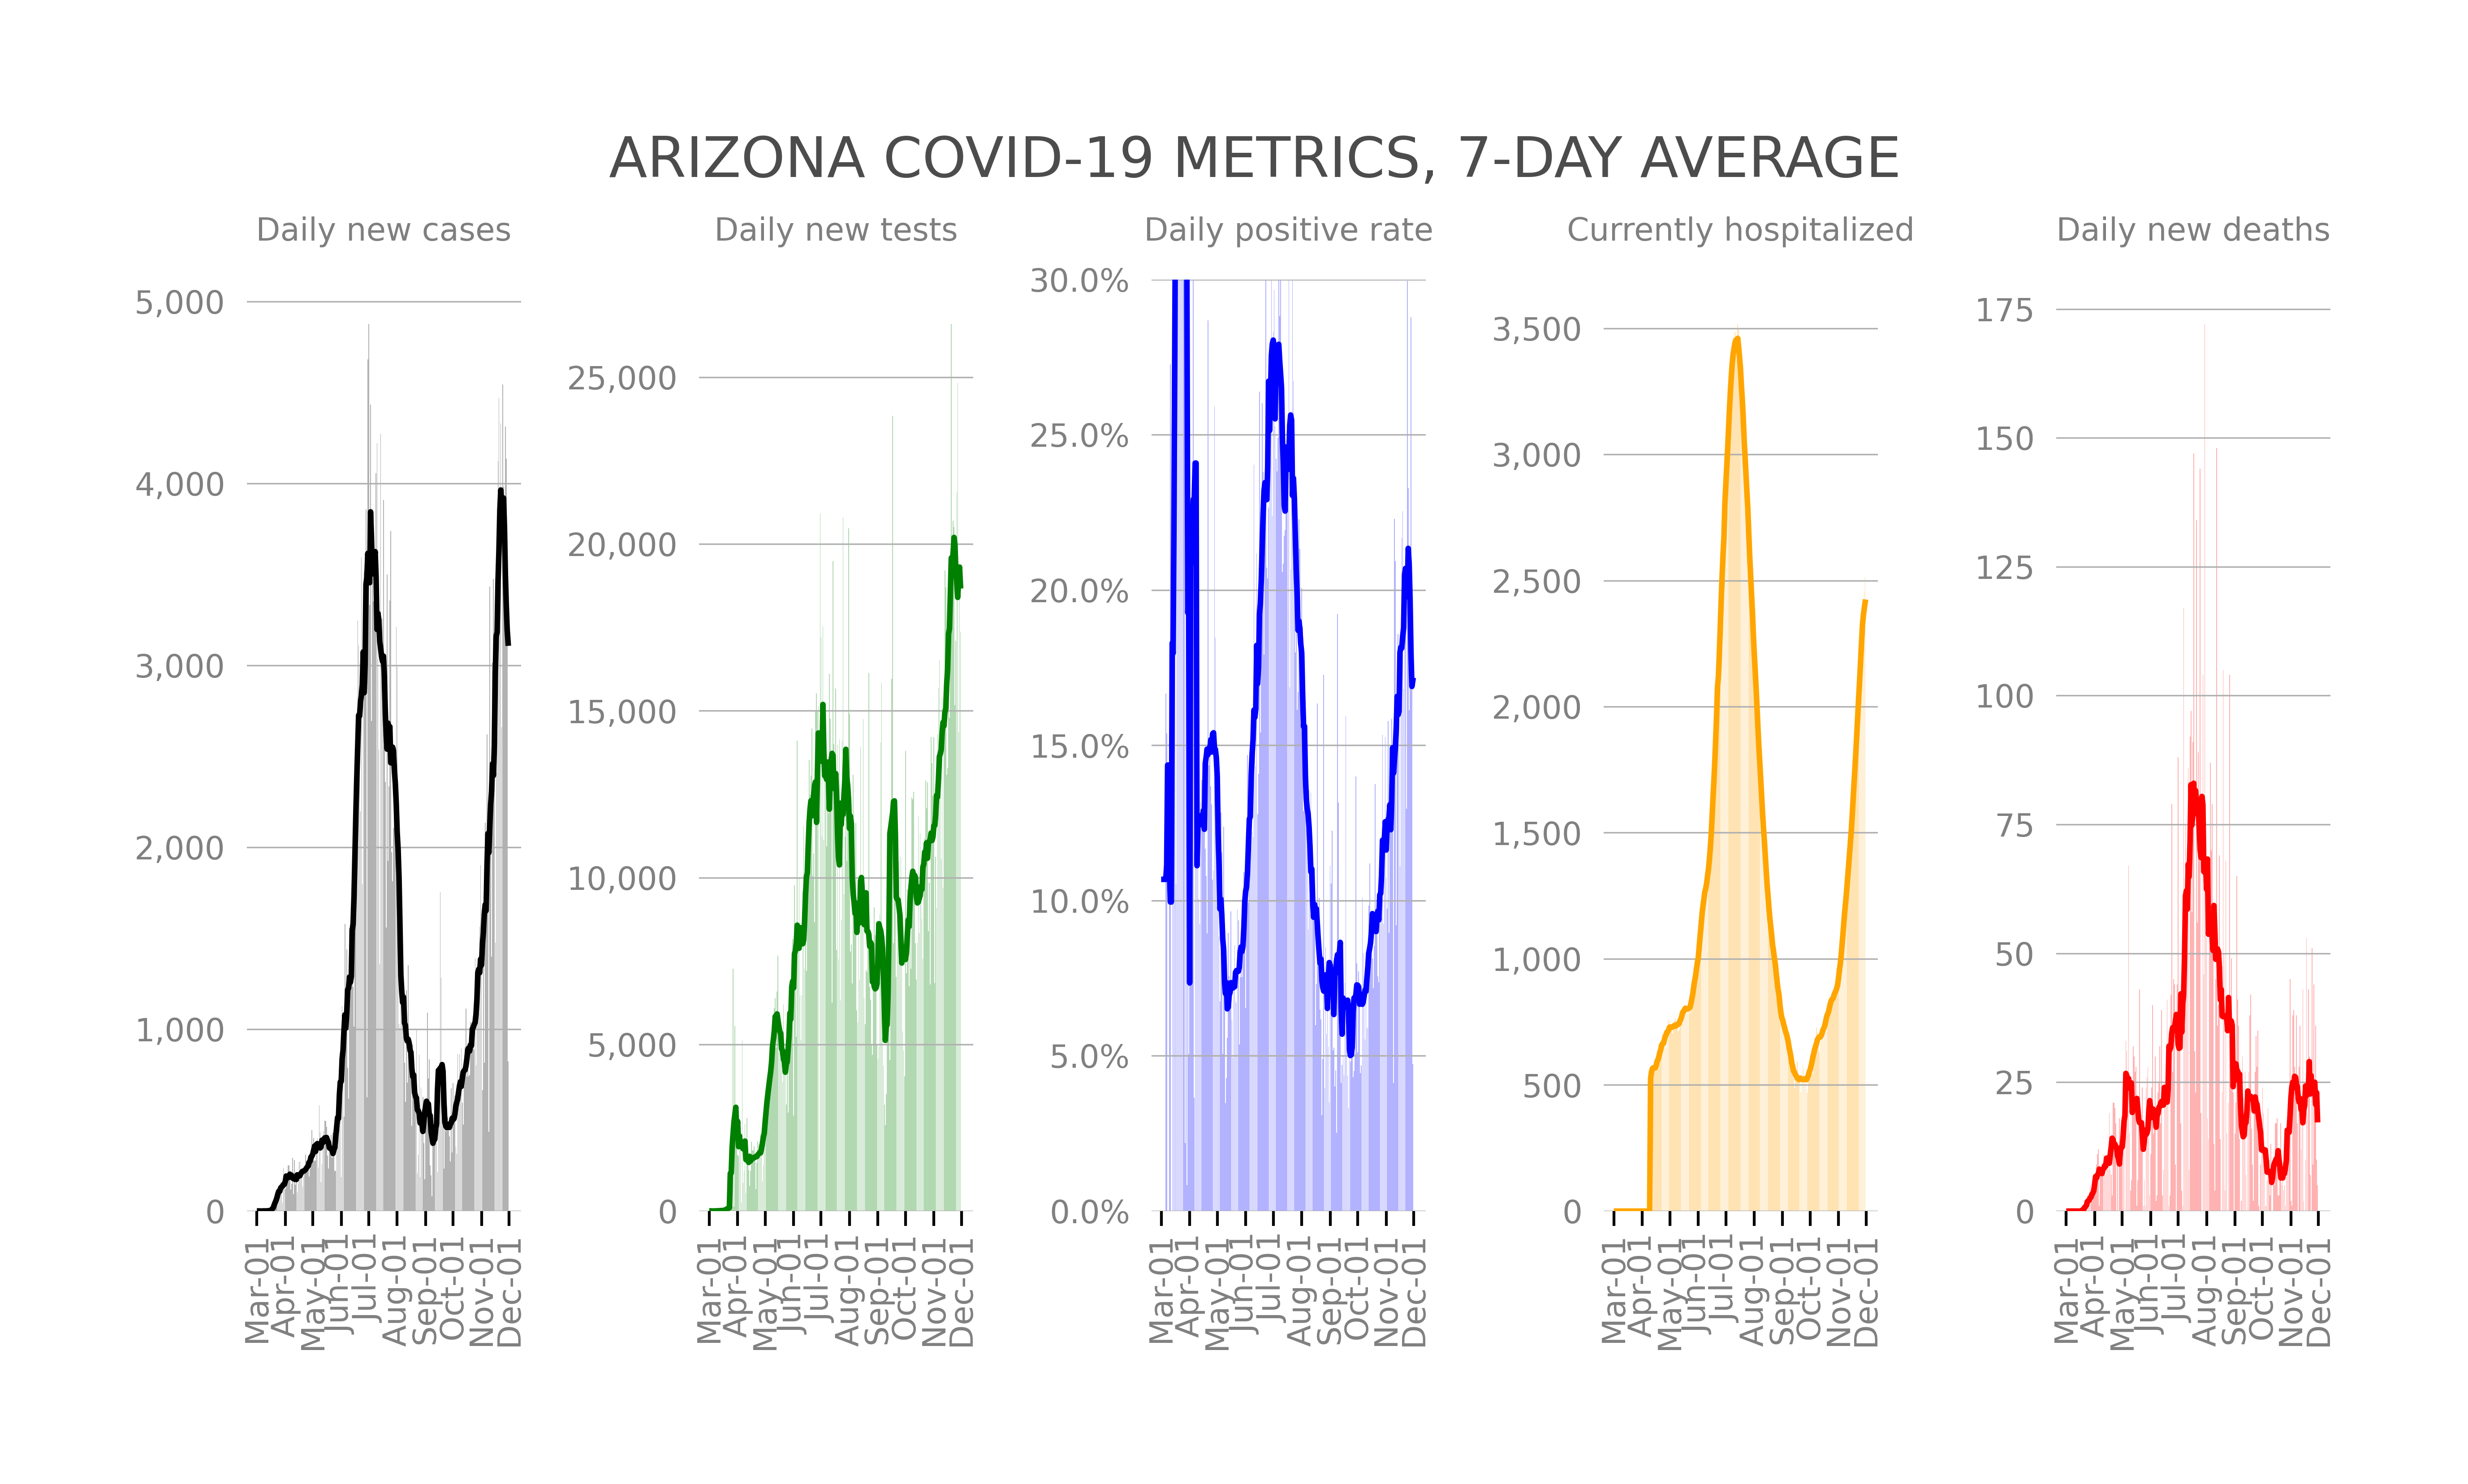 ARIZONA COVID-19 METRICS, 7-DAY AVERAGE
Daily new cases
5,000
4,000
3,000
2,000
1,000
0
Mar-01
Apr-01
May-01
Jun-01
Jul-01
Aug-01
Sep-01
Oct-01
Nov-01
Dec-01
Daily new tests
25,000
20,000
15,000
10,000
5,000
0
Mar-01
Apr-01
May-01
Jun-01
Jul-01
Aug-01
Sep-01
Oct-01
Nov-01
Dec-01
Daily positive rate
30.0%
25.0%
20.0%
15.0%
10.0%
5.0%
0.0%
Mar-01
Apr-01
May-01
Jun-01
Jul-01
Aug-01
Sep-01
Oct-01
Nov-01
Dec-01
Currently hospitalized
3,500
3,000
2,500
2,000
1,500
1,000
500
0
Mar-01
Apr-01
May-01
Jun-01
Jul-01
Aug-01
Sep-01
Oct-01
Nov-01
Dec-01
Daily new deaths
175
150
125
100
75
50
25
0
Mar-01
Apr-01
May-01
Jun-01
Jul-01
Aug-01
Sep-01
Oct-01
Nov-01
Dec-01